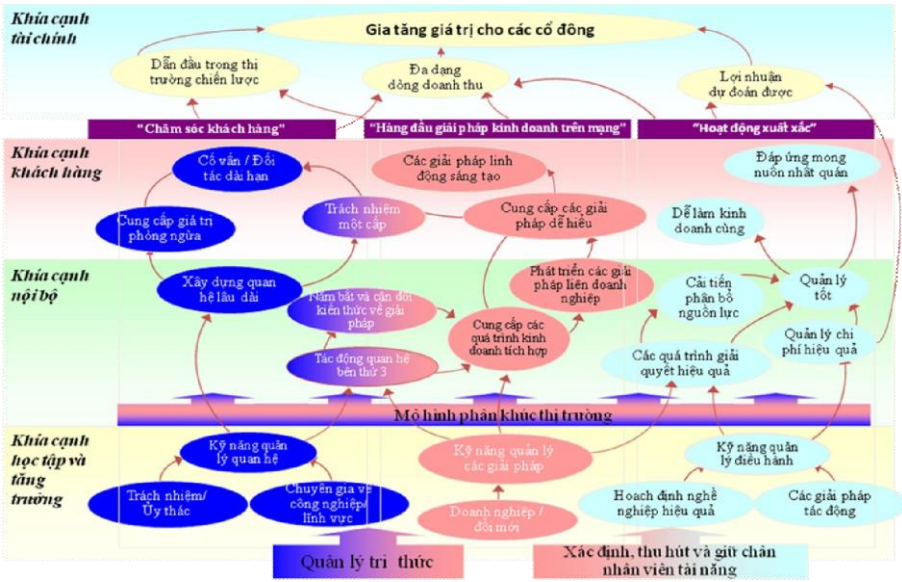 Khía cạnh
tài chính
Gia tăng giá trị cho các cổ đông
Dẫn đầu trong thị
trường chiến lược
Đa dạng
dòng doanh thu
Lợi nhuận
dự đoán được
"Chăm sóc khách hàng"
"Hàng đầu giải pháp kinh doanh trên mạng"
"Hoạt động xuất xắc"
Khía cạnh
khách hàng
Cố vấn / Đối
tác dài hạn
Các giải pháp linh
động sáng tạo
Đáp ứng mong
nuôn nhất quán
Cung cấp giá trị
phòng ngừa
Trách nhiệm
một cấp
Cung cấp các giải
pháp dễ hiểu
Dễ làm kinh
doanh cùng
Khía cạnh
nội bộ
Xây dựng quan
hệ lâu dài
Nắm bắt và cân đối
kiến thức về giải
pháp
Phát triển các giải
pháp liên doanh
nghiệp
Cải tiến
phân bổ
nguồn lực
Quản lý
tốt
Cung cấp các
quá trình kinh
doanh tích hợp
Quản lý chi
phí hiệu quả
Tác động quan hệ
bên thứ 3
Các quá trình giải
quyết hiệu quả
Mô hình phân khúc thị trường
Khía cạnh
học tập và
tăng
trưởng
Kỹ năng quản
lý quan hệ
Kỹ năng quản lý
các giải pháp
Kỹ năng quản
lý điều hành
Trách nhiệm/
Ủy thác
Chuyên gia về
công nghiệp/
lĩnh vực
Doanh nghiệp /
đổi mới
Hoach định nghề
nghiệp hiệu quả
Các giải pháp
tác động
Quản lý tri thức
Xác định, thu hút và giữ chân
nhân viên tài năng